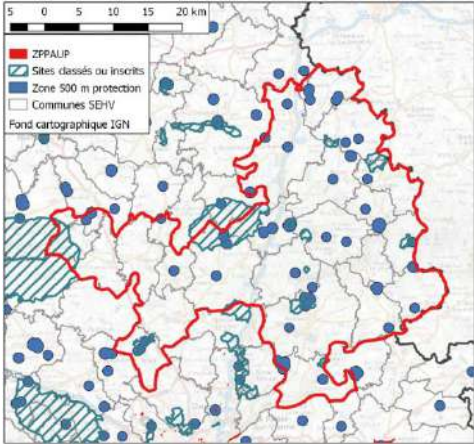 5 0 5 10 15 20 km
ZPPAUP
Sites classés ou inscrits
Zone 500 m protection
Communes SEHV
Fond cartographique IGN